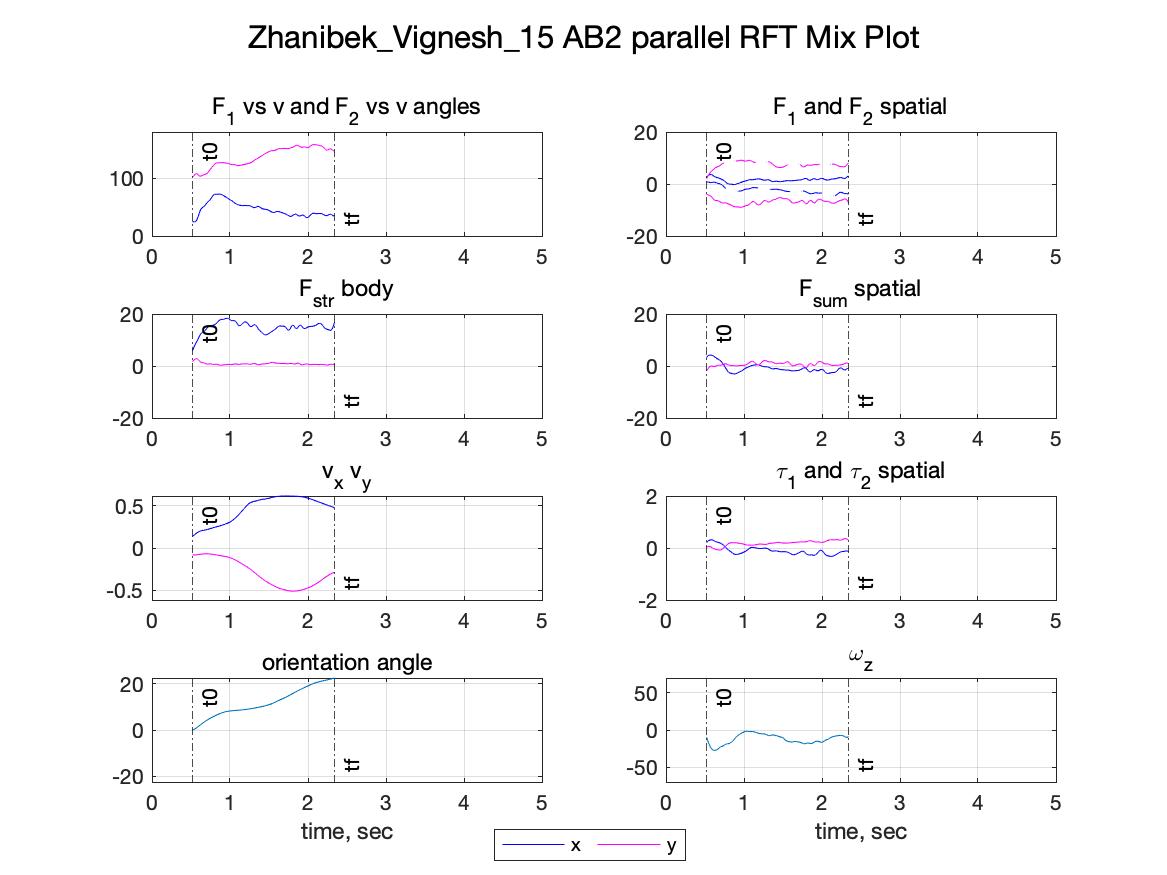 Zhanibek_Vignesh_15 AB2 parallel RFT Mix Plot
F1 vs v and F2 vs v angles
100
0
t0
tf
0 1 2 3 4 5
F1 and F2 spatial
20
0
-20
t0
tf
0 1 2 3 4 5
Fstr body
20
0
-20
t0
tf
0 1 2 3 4 5
Fsum spatial
20
0
-20
t0
tf
0 1 2 3 4 5
vx vy
0.5
0
-0.5
t0
tf
0 1 2 3 4 5
τ1 and τ2 spatial
2
0
-2
t0
tf
0 1 2 3 4 5
orientation angle
20
0
-20
t0
tf
0 1 2 3 4 5
time, sec
ωz
50
0
-50
t0
tf
0 1 2 3 4 5
time, sec
x y